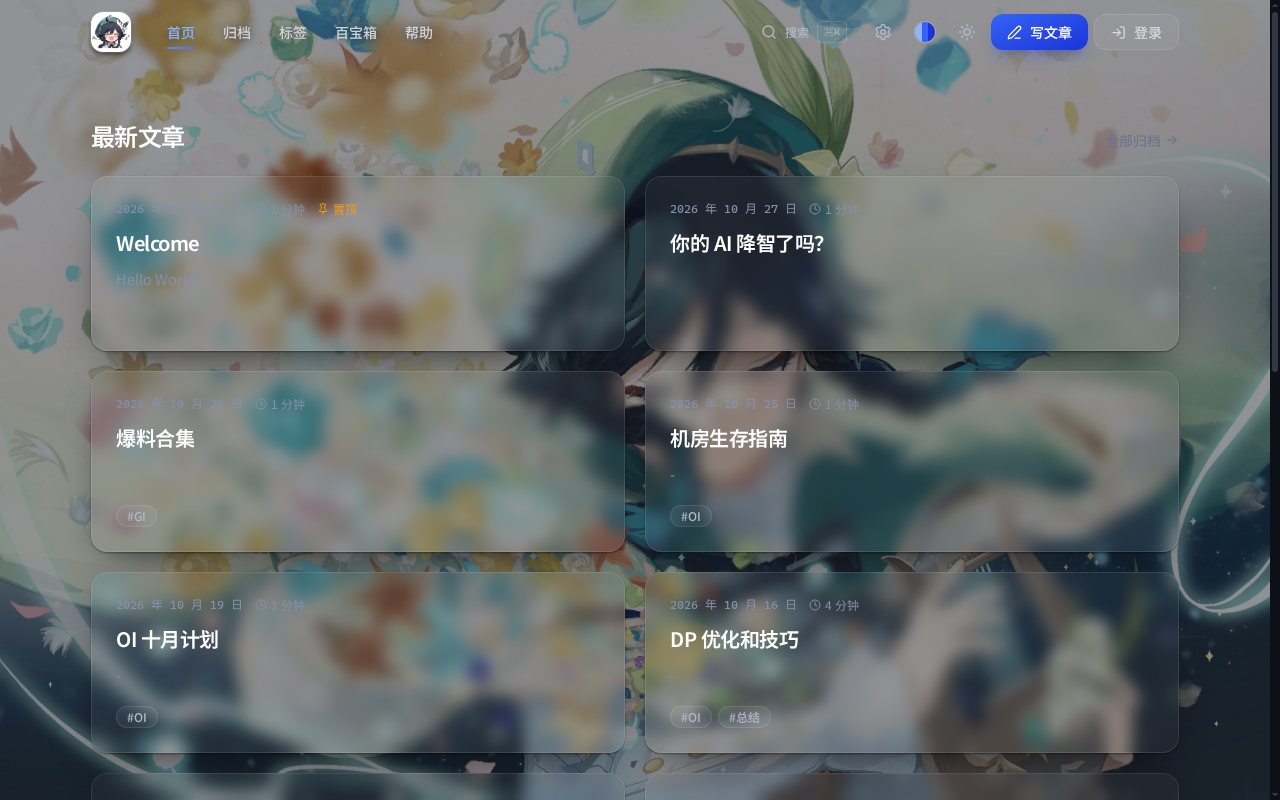 首页 归档 标签 百宝箱 帮助 搜索 ⌘K 写文章 登录
最新文章
全部归档 →
2026 年 1 分钟 置顶
Welcome
Hello
2026 年 10 月 27 日 1 分钟
你的 AI 降智了吗？
2026 年 10 月 26 日 1 分钟
爆料合集
#GI
2026 年 10 月 25 日 1 分钟
机房生存指南
-
#OI
2026 年 10 月 19 日 1 分钟
OI 十月计划
-
#OI
2026 年 10 月 16 日 4 分钟
DP 优化和技巧
-
#OI #总结